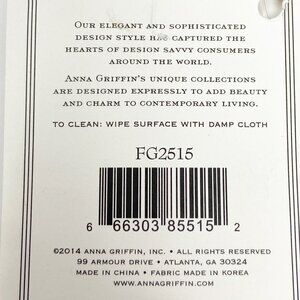 OUR ELEGANT AND SOPHISTICATED
DESIGN STYLE HAS CAPTURED THE
HEARTS OF DESIGN SAVVY CONSUMERS
AROUND THE WORLD.
ANNA GRIFFIN'S UNIQUE COLLECTIONS
ARE DESIGNED EXPRESSLY TO ADD BEAUTY
AND CHARM TO CONTEMPORARY LIVING.
TO CLEAN: WIPE SURFACE WITH DAMP CLOTH
FG2515
6 66303 85515 2
©2014 ANNA GRIFFIN, INC. • ALL RIGHTS RESERVED
99 ARMOUR DRIVE • ATLANTA, GA 30324
MADE IN CHINA • FABRIC MADE IN KOREA
WWW.ANNAGRIFFIN.COM